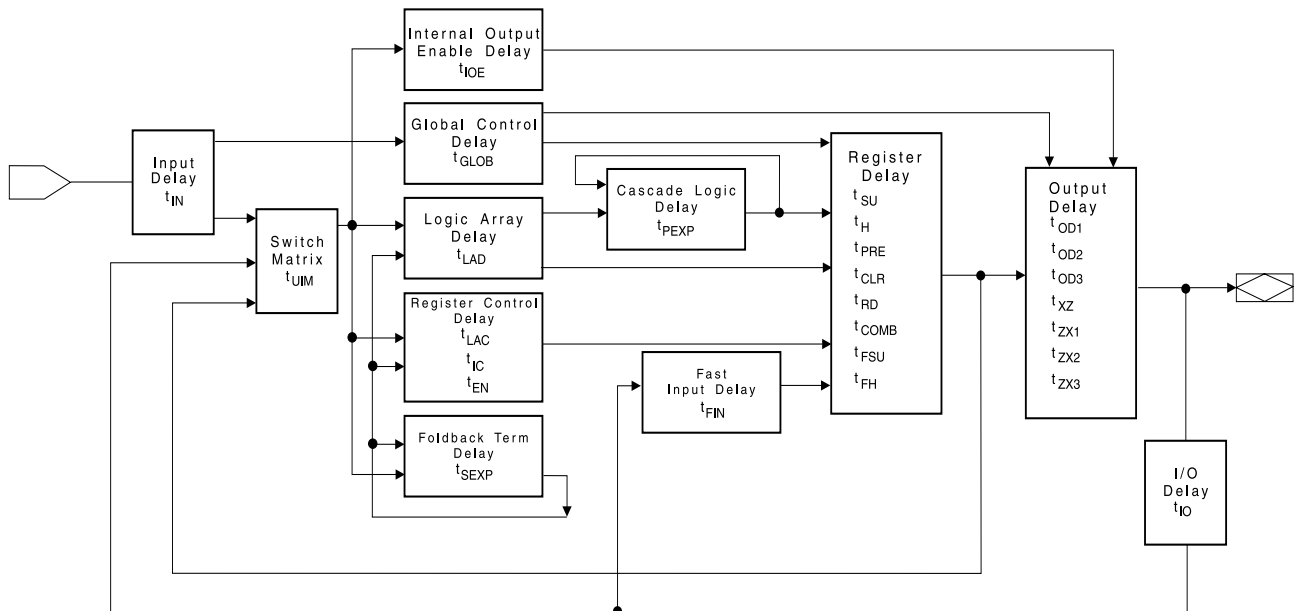 Internal Output
Enable Delay
tIOE
Global Control
Delay
tGLOB
Input
Delay
tIN
Switch
Matrix
tUIM
Logic Array
Delay
tLAD
Cascade Logic
Delay
tPEXP
Register Control
Delay
tLAC
tIC
tEN
Foldback Term
Delay
tSEXP
Fast
Input Delay
tFIN
Register
Delay
tSU
tH
tPRE
tCLR
tRD
tCOMB
tFSU
tFH
Output
Delay
tOD1
tOD2
tOD3
tXZ
tZX1
tZX2
tZX3
I/O
Delay
tIO